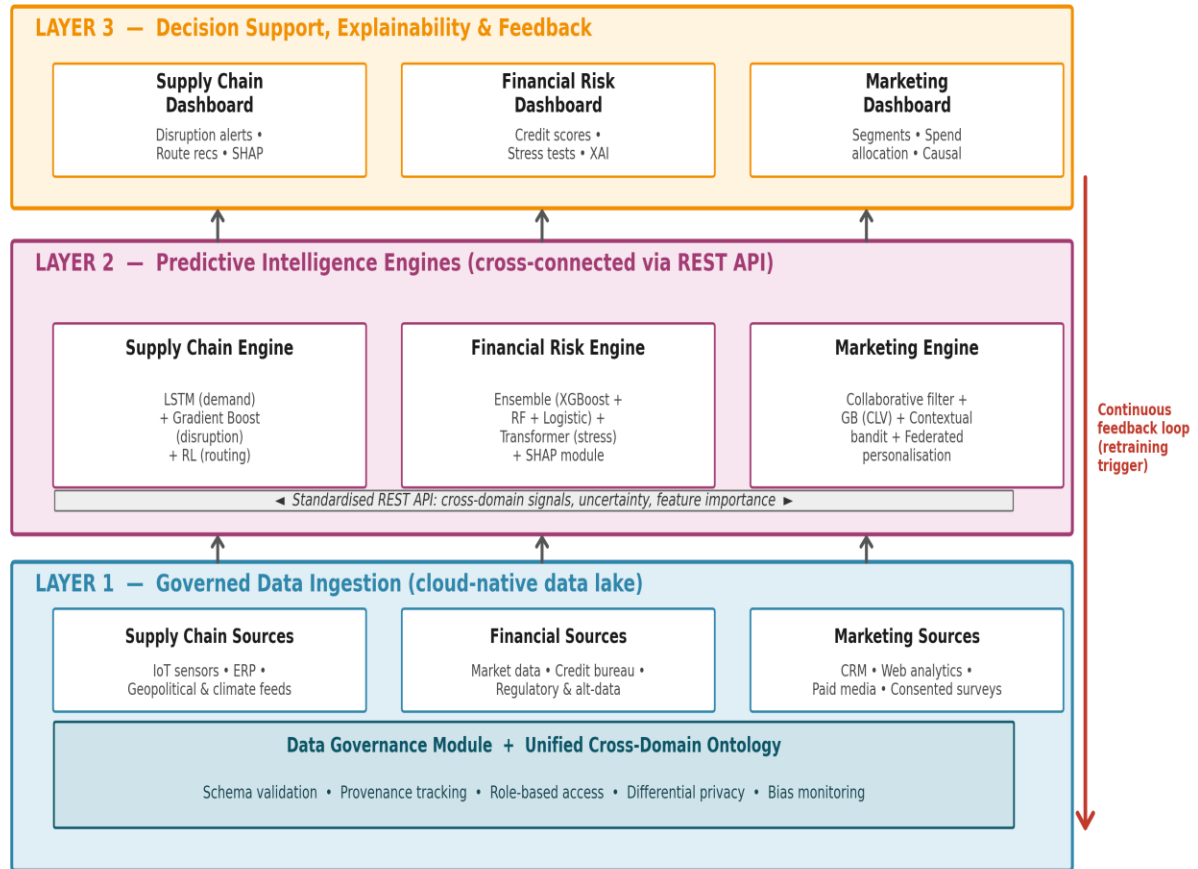 LAYER 3 — Decision Support, Explainability & Feedback
Supply Chain
Dashboard
Disruption alerts •
Route recs • SHAP
Financial Risk
Dashboard
Credit scores •
Stress tests • XAI
Marketing
Dashboard
Segments • Spend
allocation • Causal
LAYER 2 — Predictive Intelligence Engines (cross-connected via REST API)
Supply Chain Engine
LSTM (demand)
+ Gradient Boost
(disruption)
+ RL (routing)
Financial Risk Engine
Ensemble (XGBoost +
RF + Logistic) +
Transformer (stress)
+ SHAP module
Marketing Engine
Collaborative filter +
GB (CLV) + Contextual
bandit + Federated
personalisation
◄ Standardised REST API: cross-domain signals, uncertainty, feature importance ►
Continuous
feedback loop
(retraining
trigger)
LAYER 1 — Governed Data Ingestion (cloud-native data lake)
Supply Chain Sources
IoT sensors • ERP •
Geopolitical & climate feeds
Financial Sources
Market data • Credit bureau •
Regulatory & alt-data
Marketing Sources
CRM • Web analytics •
Paid media • Consented surveys
Data Governance Module + Unified Cross-Domain Ontology
Schema validation • Provenance tracking • Role-based access • Differential privacy • Bias monitoring